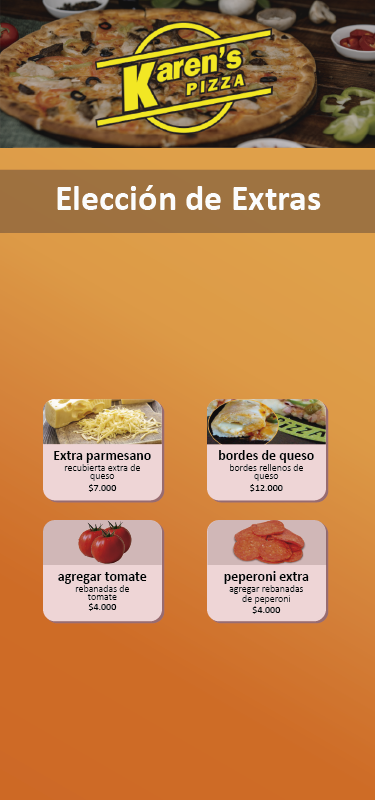 Karen's
PIZZA
Elección de Extras
Extra parmesano
recubierta extra de
queso
$7.000
bordes de queso
bordes rellenos de
queso
$12.000
agregar tomate
rebanadas de
tomate
$4.000
peperoni extra
agregar rebanadas
de peperoni
$4.000